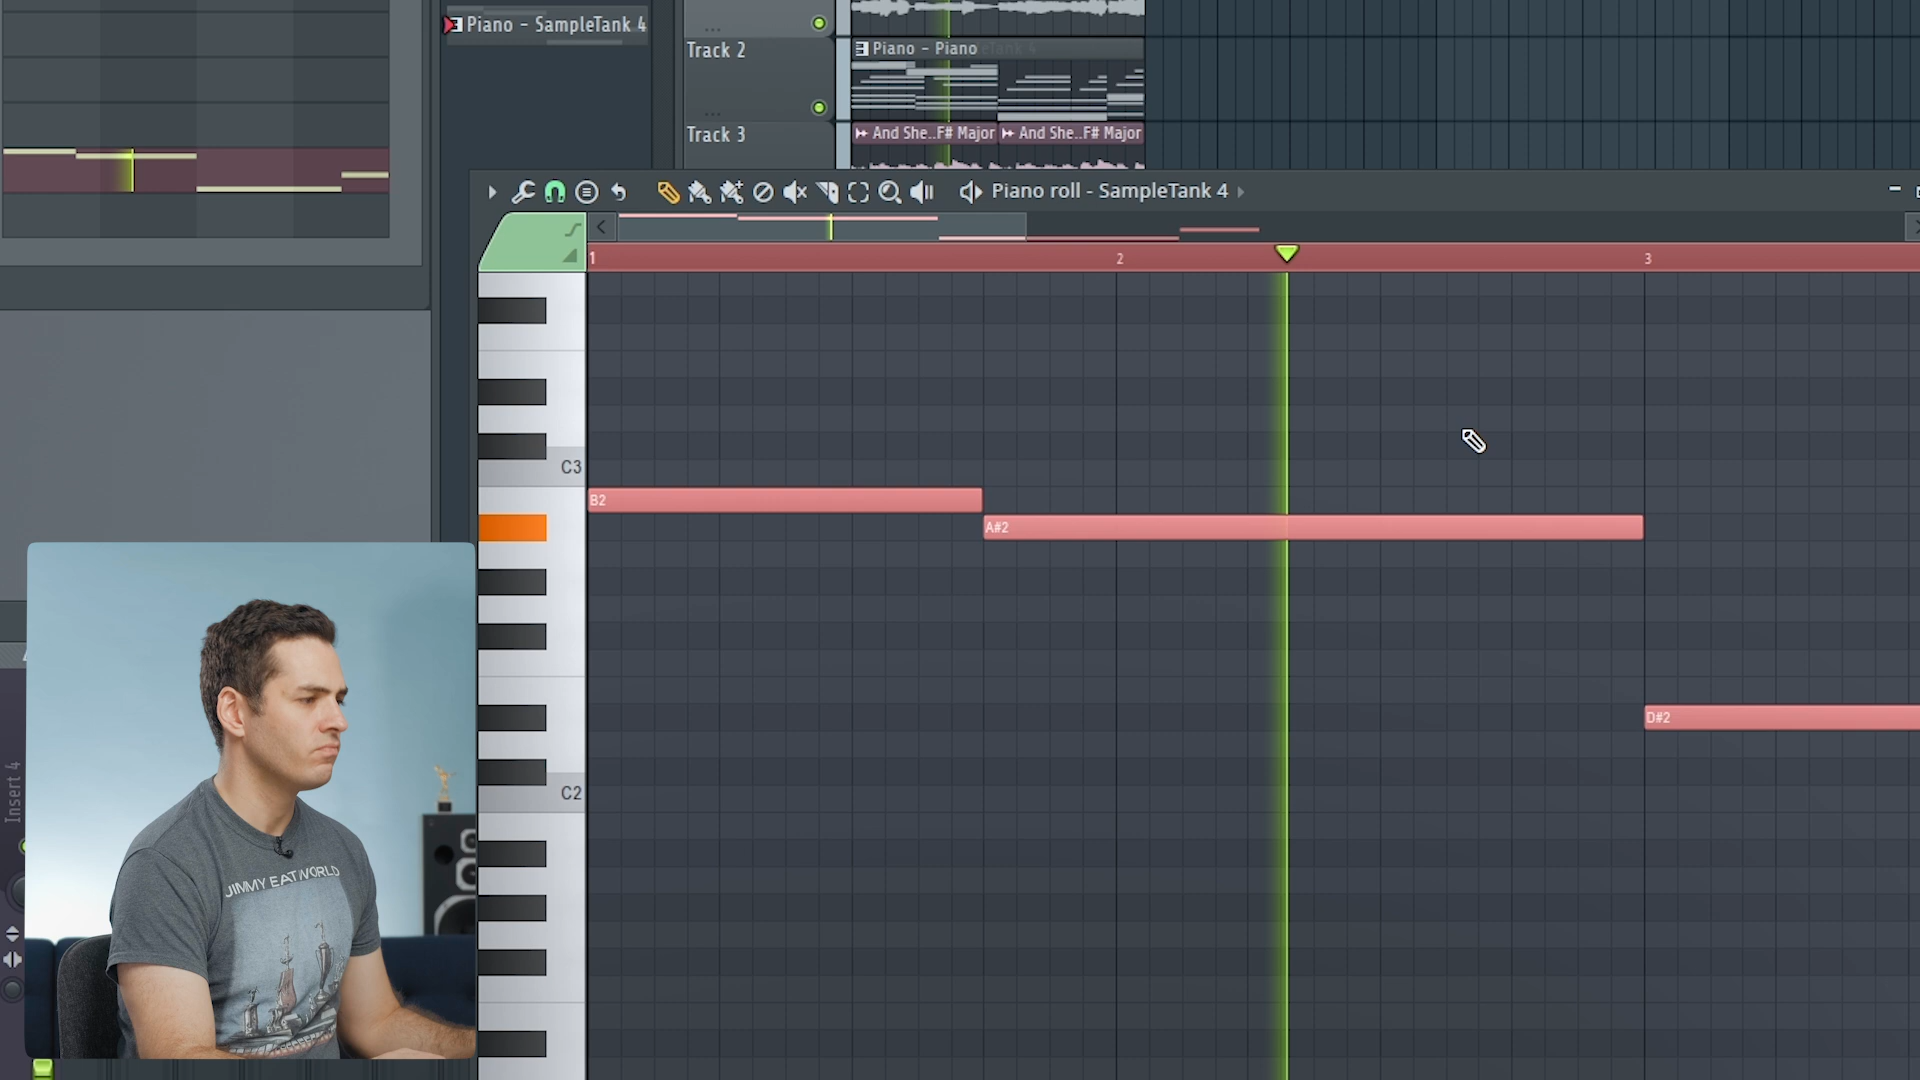 Piano - SampleTank 4
Track 2
Piano - Piano
Track 3
And She..F# Major
And She..F# Major
Piano roll - SampleTank 4
1
2
3
C3
B2
A#2
D#2
C2
Insert 4
JIMMY EAT WORLD